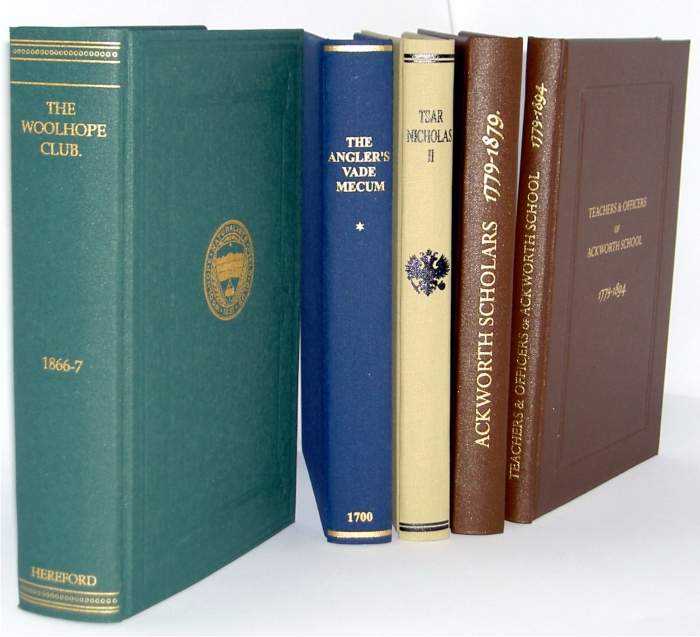 THE
WOOLHOPE
CLUB.
1866-7
HEREFORD
NATURALISTS
THE
ANGLER'S
VADE
MECUM
*
1700
TSAR
NICHOLAS
II
ACKWORTH SCHOLARS 1779-1879.
TEACHERS & OFFICERS OF ACKWORTH SCHOOL 1779-1894
TEACHERS & OFFICERS
OF
ACKWORTH SCHOOL
1779-1894